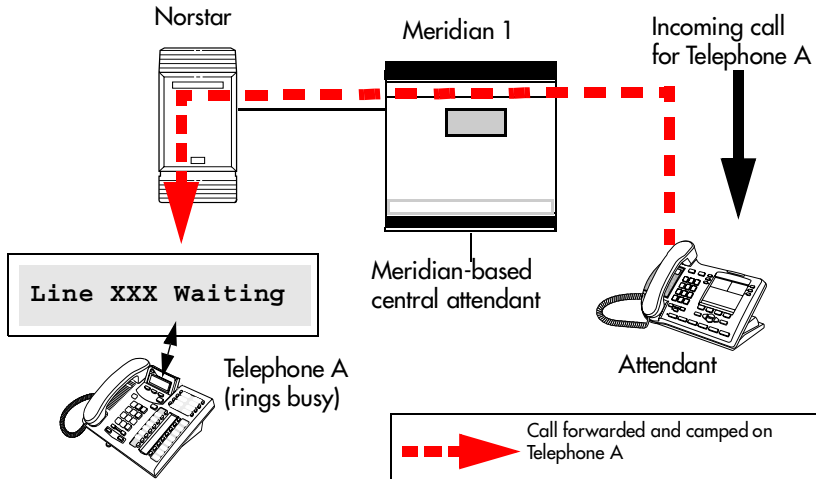 Norstar
Meridian 1
Incoming call
for Telephone A
Line XXX Waiting
Meridian-based
central attendant
Telephone A
(rings busy)
Attendant
Call forwarded and camped on
Telephone A